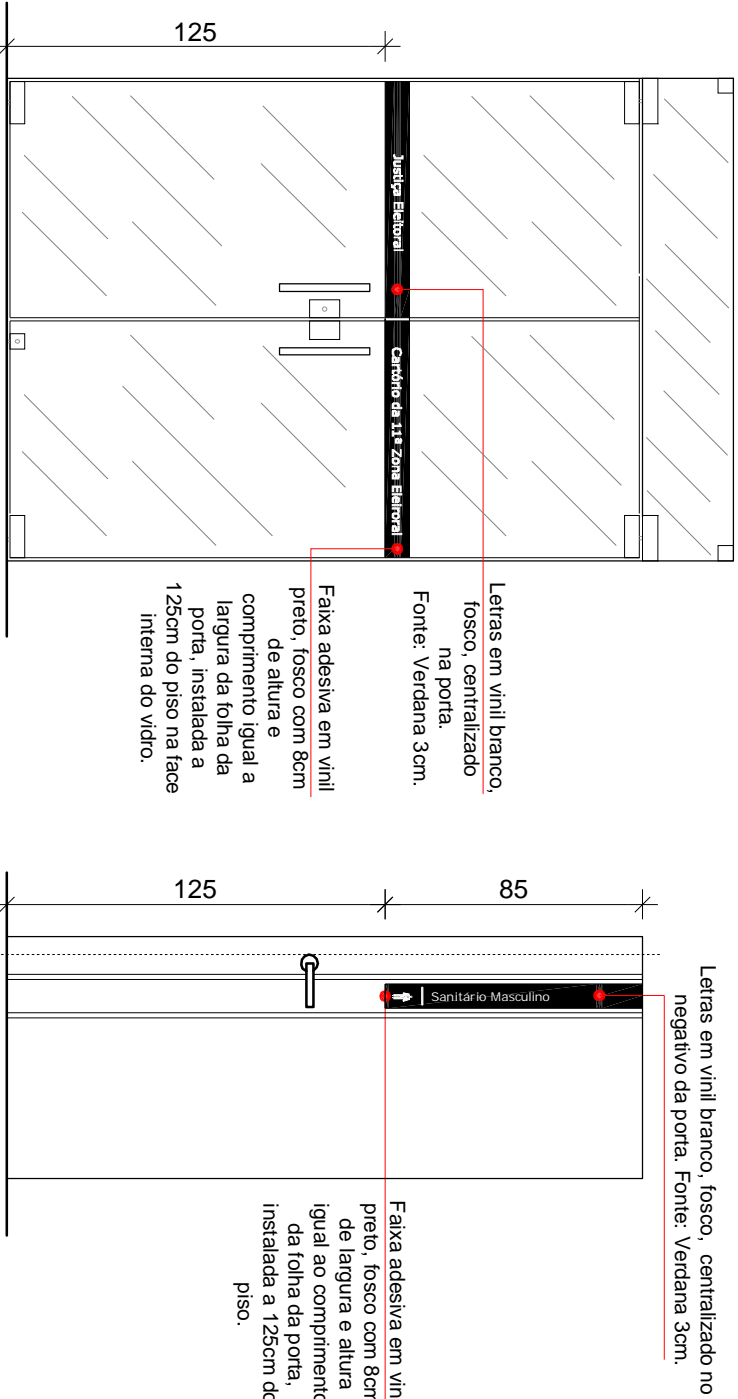 125
Justiça Eleitoral
Cartório da 11ª Zona Eleiroral
Letras em vinil branco,
fosco, centralizado
na porta.
Fonte: Verdana 3cm.
Faixa adesiva em vinil
preto, fosco com 8cm
de altura e
comprimento igual a
largura da folha da
porta, instalada a
125cm do piso na face
interna do vidro.
125
85
Sanitário Masculino
Letras em vinil branco, fosco, centralizado no
negativo da porta. Fonte: Verdana 3cm.
Faixa adesiva em vin
preto, fosco com 8cm
de largura e altura
igual ao comprimento
da folha da porta,
instalada a 125cm do
piso.